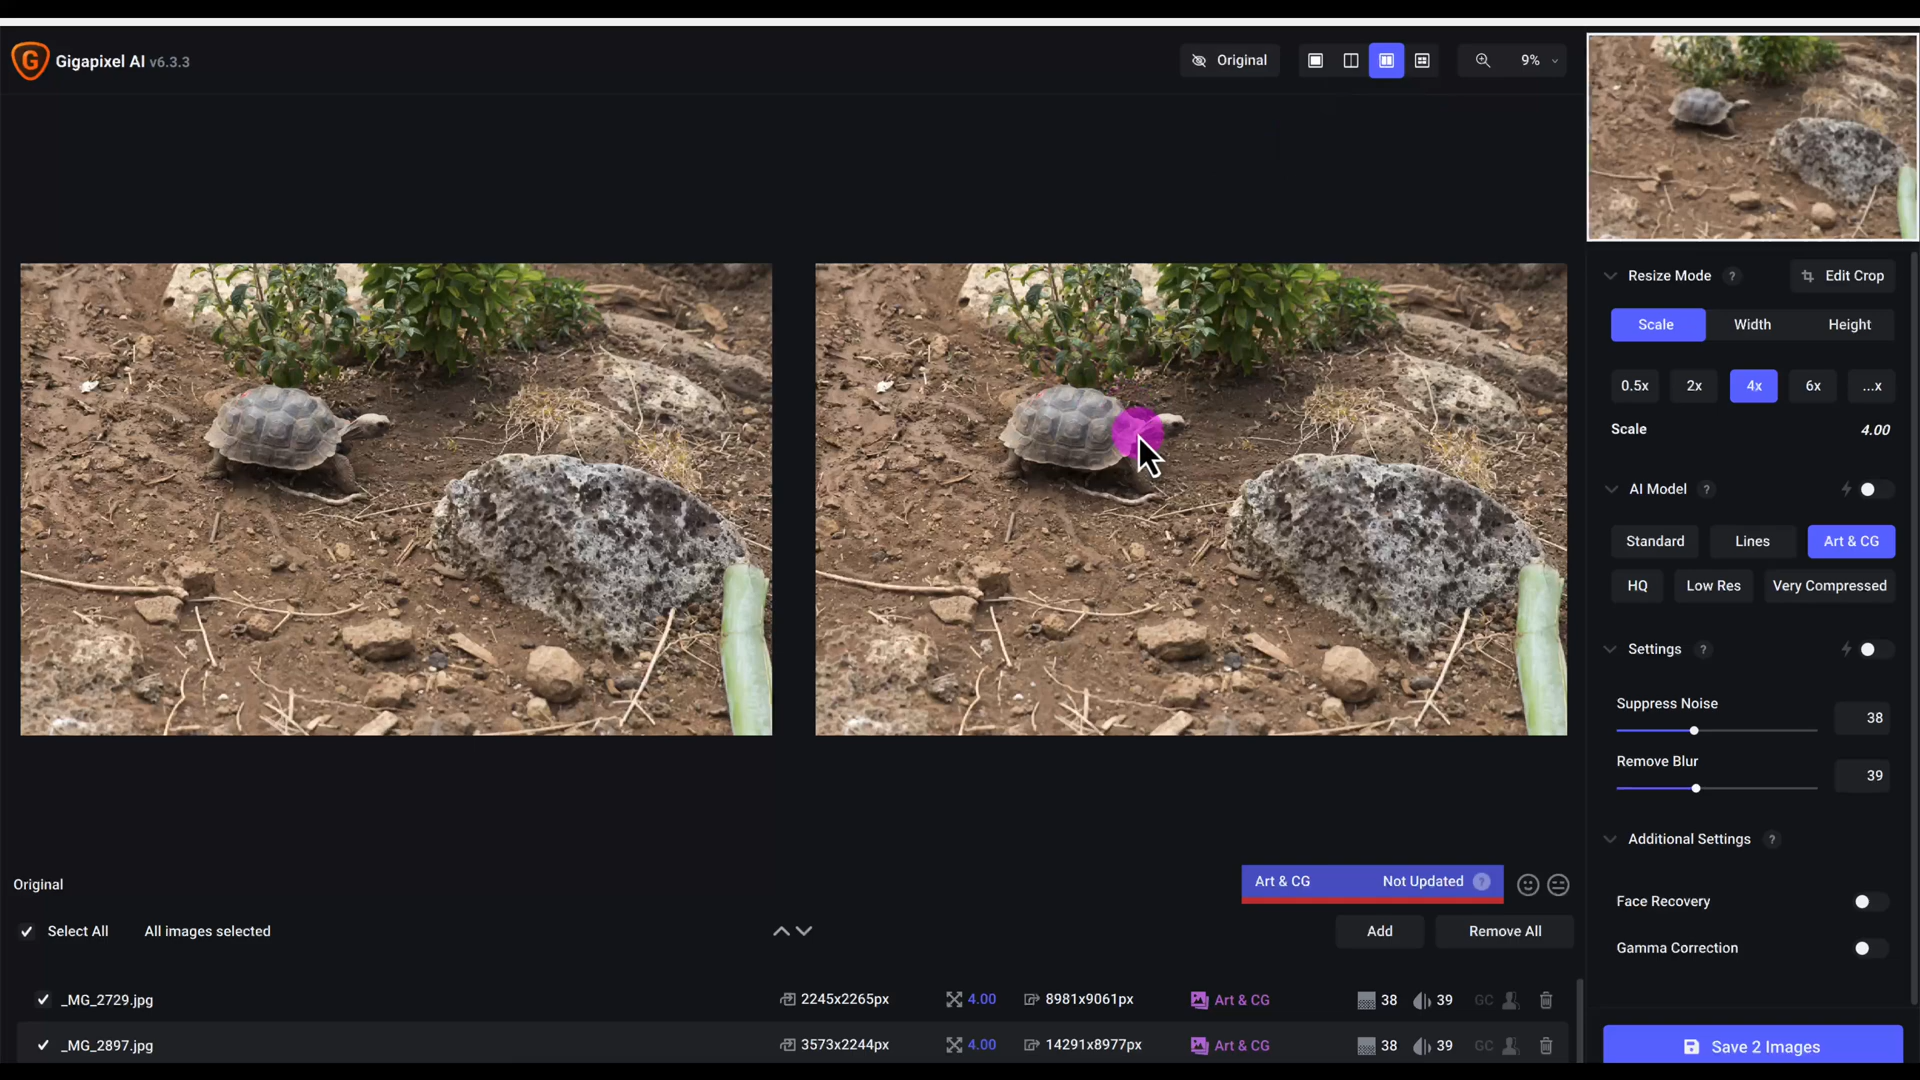 Gigapixel AI v6.3.3
Original
9%
Resize Mode ?
Edit Crop
Scale Width Height
0.5x 2x 4x 6x ...x
Scale 4.00
AI Model ?
Standard Lines Art & CG
HQ Low Res Very Compressed
Settings ?
Suppress Noise
38
Remove Blur
39
Additional Settings ?
Original
Art & CG Not Updated ?
Face Recovery
Select All All images selected
Add Remove All
Gamma Correction
_MG_2729.jpg 2245x2265px 4.00 8981x9061px Art & CG 38 39 GC
_MG_2897.jpg 3573x2244px 4.00 14291x8977px Art & CG 38 39 GC
Save 2 Images